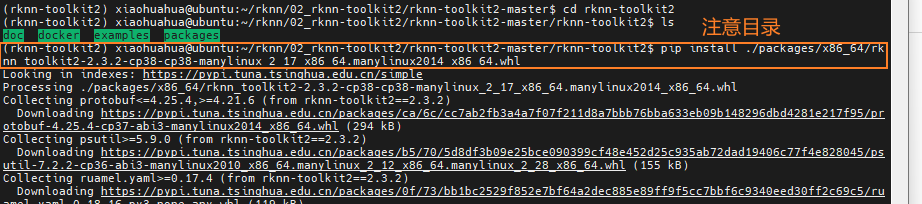 (rknn-toolkit2) xiaohuahua@ubuntu:~/rknn/02_rknn-toolkit2/rknn-toolkit2-master$ cd rknn-toolkit2
(rknn-toolkit2) xiaohuahua@ubuntu:~/rknn/02_rknn-toolkit2/rknn-toolkit2-master/rknn-toolkit2$ ls
doc docker examples packages
注意目录
(rknn-toolkit2) xiaohuahua@ubuntu:~/rknn/02_rknn-toolkit2/rknn-toolkit2-master/rknn-toolkit2$ pip install ./packages/x86_64/rk
nn_toolkit2-2.3.2-cp38-cp38-manylinux_2_17_x86_64.manylinux2014_x86_64.whl
Looking in indexes: https://pypi.tuna.tsinghua.edu.cn/simple
Processing ./packages/x86_64/rknn_toolkit2-2.3.2-cp38-cp38-manylinux_2_17_x86_64.manylinux2014_x86_64.whl
Collecting protobuf<=4.25.4,>=4.21.6 (from rknn-toolkit2==2.3.2)
Downloading https://pypi.tuna.tsinghua.edu.cn/packages/ca/6c/cc7ab2fb3a4a7f07f211d8a7bbb76bba633eb09b148296dbd4281e217f95/pr
otobuf-4.25.4-cp37-abi3-manylinux2014_x86_64.whl (294 kB)
Collecting psutil>=5.9.0 (from rknn-toolkit2==2.3.2)
Downloading https://pypi.tuna.tsinghua.edu.cn/packages/b5/70/5d8df3b09e25bce090399cf48e452d25c935ab72dad19406c77f4e828045/ps
util-7.2.2-cp36-abi3-manylinux2010_x86_64.manylinux_2_12_x86_64.manylinux_2_28_x86_64.whl (155 kB)
Collecting ruamel.yaml>=0.17.4 (from rknn-toolkit2==2.3.2)
Downloading https://pypi.tuna.tsinghua.edu.cn/packages/0f/73/bb1bc2529f852e7bf64a2dec885e89ff9f5cc7bbf6c9340eed30ff2c69c5/ru
amel.yaml-0.18.16-py3-none-any.whl (119 kB)